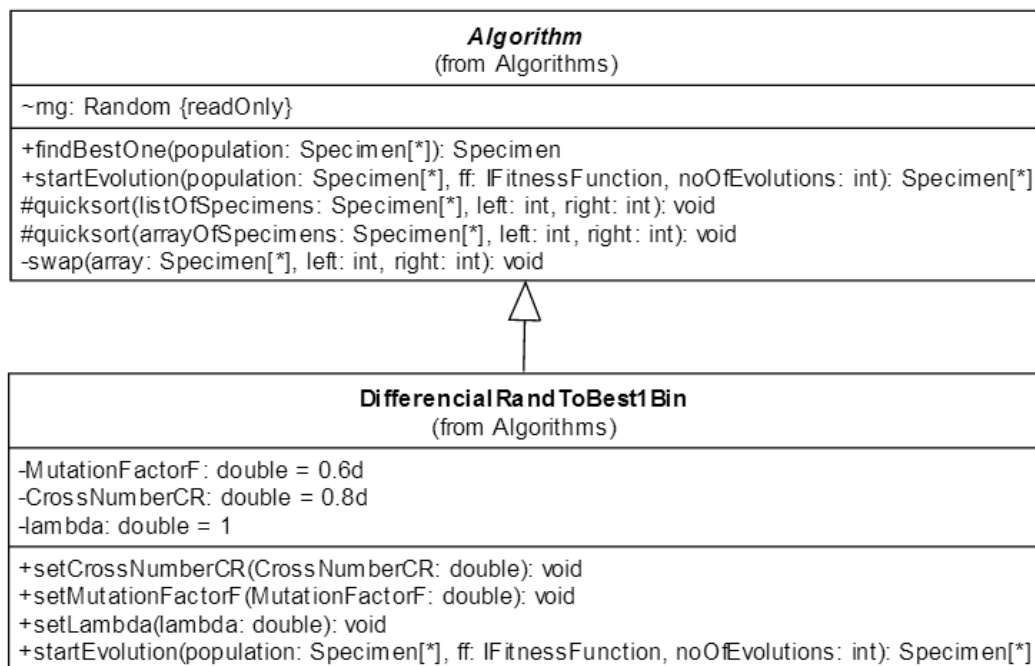 Algorithm
(from Algorithms)
~rng: Random {readOnly}
+findBestOne(population: Specimen[*]): Specimen
+startEvolution(population: Specimen[*], ff: IFitnessFunction, noOfEvolutions: int): Specimen[*]
#quicksort(listOfSpecimens: Specimen[*], left: int, right: int): void
#quicksort(arrayOfSpecimens: Specimen[*], left: int, right: int): void
-swap(array: Specimen[*], left: int, right: int): void
DifferencialRandToBest1Bin
(from Algorithms)
-MutationFactorF: double = 0.6d
-CrossNumberCR: double = 0.8d
-lambda: double = 1
+setCrossNumberCR(CrossNumberCR: double): void
+setMutationFactorF(MutationFactorF: double): void
+setLambda(lambda: double): void
+startEvolution(population: Specimen[*], ff: IFitnessFunction, noOfEvolutions: int): Specimen[*]